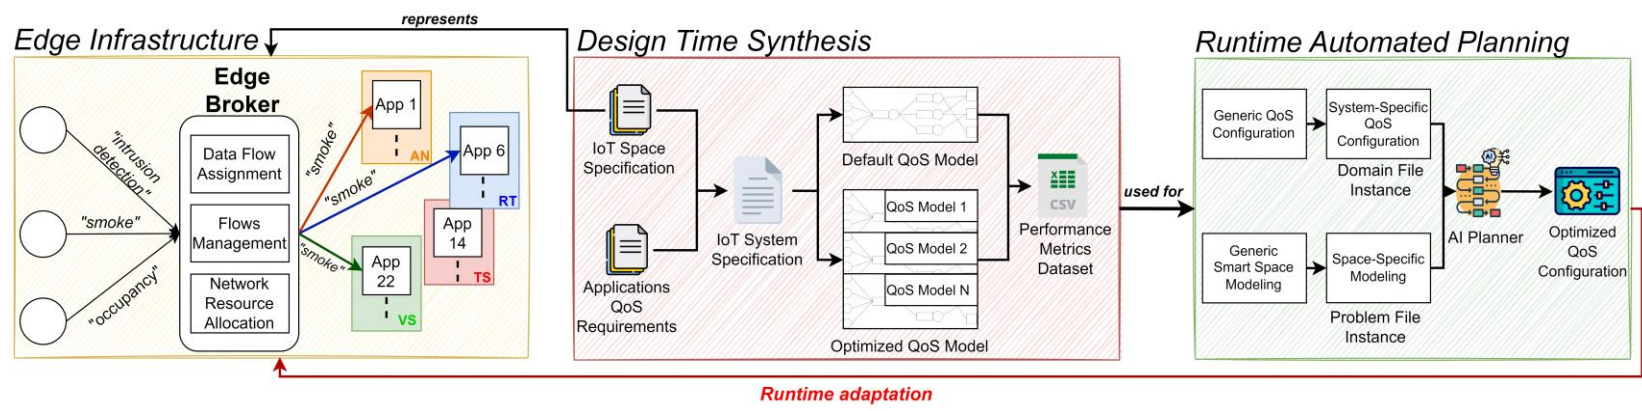 represents
Edge Infrastructure
Design Time Synthesis
Runtime Automated Planning
Edge
Broker
Data Flow
Assignment
Flows
Management
Network
Resource
Allocation
"intrusion
detection"
"smoke"
"occupancy"
"smoke"
"smoke"
"smoke"
App 1
AN
App 6
RT
App
14
TS
App
22
VS
IoT Space
Specification
Applications
QoS
Requirements
IoT System
Specification
Default QoS Model
QoS Model 1
QoS Model 2
QoS Model N
Optimized QoS Model
CSV
Performance
Metrics
Dataset
used for
Generic QoS
Configuration
System-Specific
QoS
Configuration
Domain File
Instance
Generic
Smart Space
Modeling
Space-Specific
Modeling
Problem File
Instance
AI
AI Planner
Optimized
QoS
Configuration
Runtime adaptation